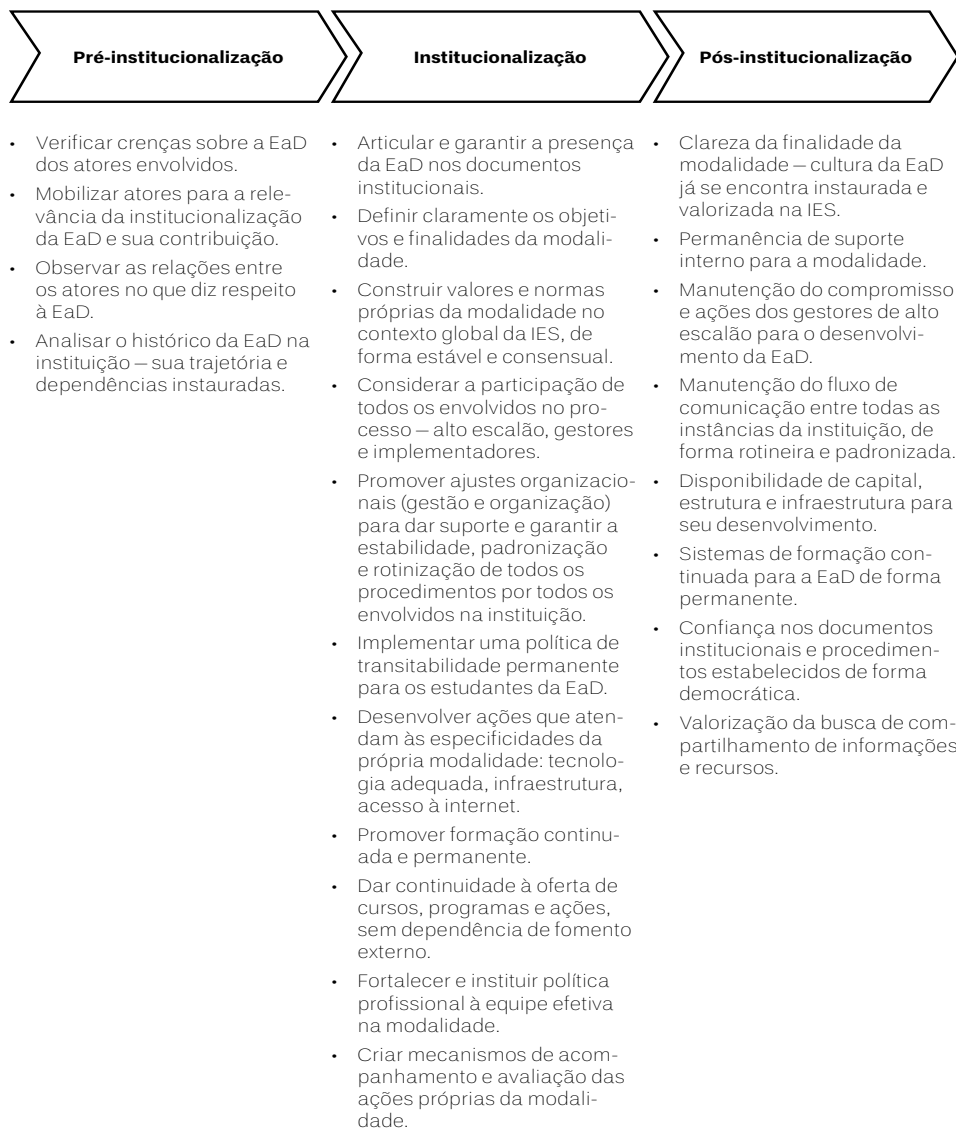 Pré-institucionalização
Institucionalização
Pós-institucionalização
• Verificar crenças sobre a EaD
dos atores envolvidos.
• Mobilizar atores para a rele-
vância da institucionalização
da EaD e sua contribuição.
• Observar as relações entre
os atores no que diz respeito
à EaD.
• Analisar o histórico da EaD na
instituição — sua trajetória e
dependências instauradas.
• Articular e garantir a presença
da EaD nos documentos
institucionais.
• Definir claramente os objeti-
vos e finalidades da modali-
dade.
• Construir valores e normas
próprias da modalidade no
contexto global da IES, de
forma estável e consensual.
• Considerar a participação de
todos os envolvidos no pro-
cesso — alto escalão, gestores
e implementadores.
• Promover ajustes organizacio-
nais (gestão e organização)
para dar suporte e garantir a
estabilidade, padronização
e rotinização de todos os
procedimentos por todos os
envolvidos na instituição.
• Implementar uma política de
transitabilidade permanente
para os estudantes da EaD.
• Desenvolver ações que aten-
dam às especificidades da
própria modalidade: tecnolo-
gia adequada, infraestrutura,
acesso à internet.
• Promover formação continu-
ada e permanente.
• Dar continuidade à oferta de
cursos, programas e ações,
sem dependência de fomento
externo.
• Fortalecer e instituir política
profissional à equipe efetiva
na modalidade.
• Criar mecanismos de acom-
panhamento e avaliação das
ações próprias da modali-
dade.
• Clareza da finalidade da
modalidade — cultura da EaD
já se encontra instaurada e
valorizada na IES.
• Permanência de suporte
interno para a modalidade.
• Manutenção do compromisso
e ações dos gestores de alto
escalão para o desenvolvi-
mento da EaD.
• Manutenção do fluxo de
comunicação entre todas as
instâncias da instituição, de
forma rotineira e padronizada.
• Disponibilidade de capital,
estrutura e infraestrutura para
seu desenvolvimento.
• Sistemas de formação con-
tinuada para a EaD de forma
permanente.
• Confiança nos documentos
institucionais e procedimen-
tos estabelecidos de forma
democrática.
• Valorização da busca de com-
partilhamento de informações
e recursos.